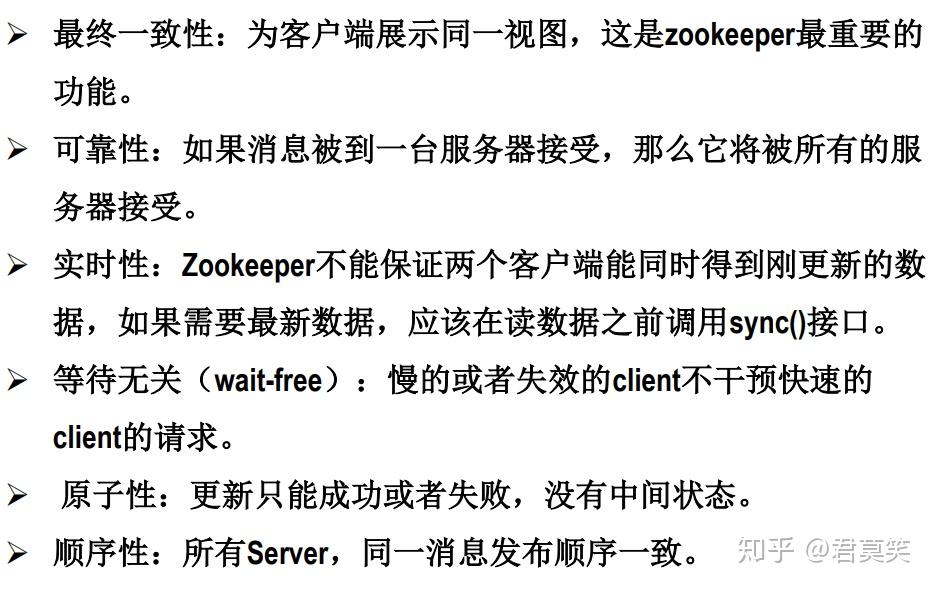 ➢ 最终一致性：为客户端展示同一视图，这是zookeeper最重要的
功能。
➢ 可靠性：如果消息被到一台服务器接受，那么它将被所有的服
务器接受。
➢ 实时性：Zookeeper不能保证两个客户端能同时得到刚更新的数
据，如果需要最新数据，应该在读数据之前调用sync()接口。
➢ 等待无关（wait-free）：慢的或者失效的client不干预快速的
client的请求。
➢ 原子性：更新只能成功或者失败，没有中间状态。
➢ 顺序性：所有Server，同一消息发布顺序一致。
知乎 @君莫笑